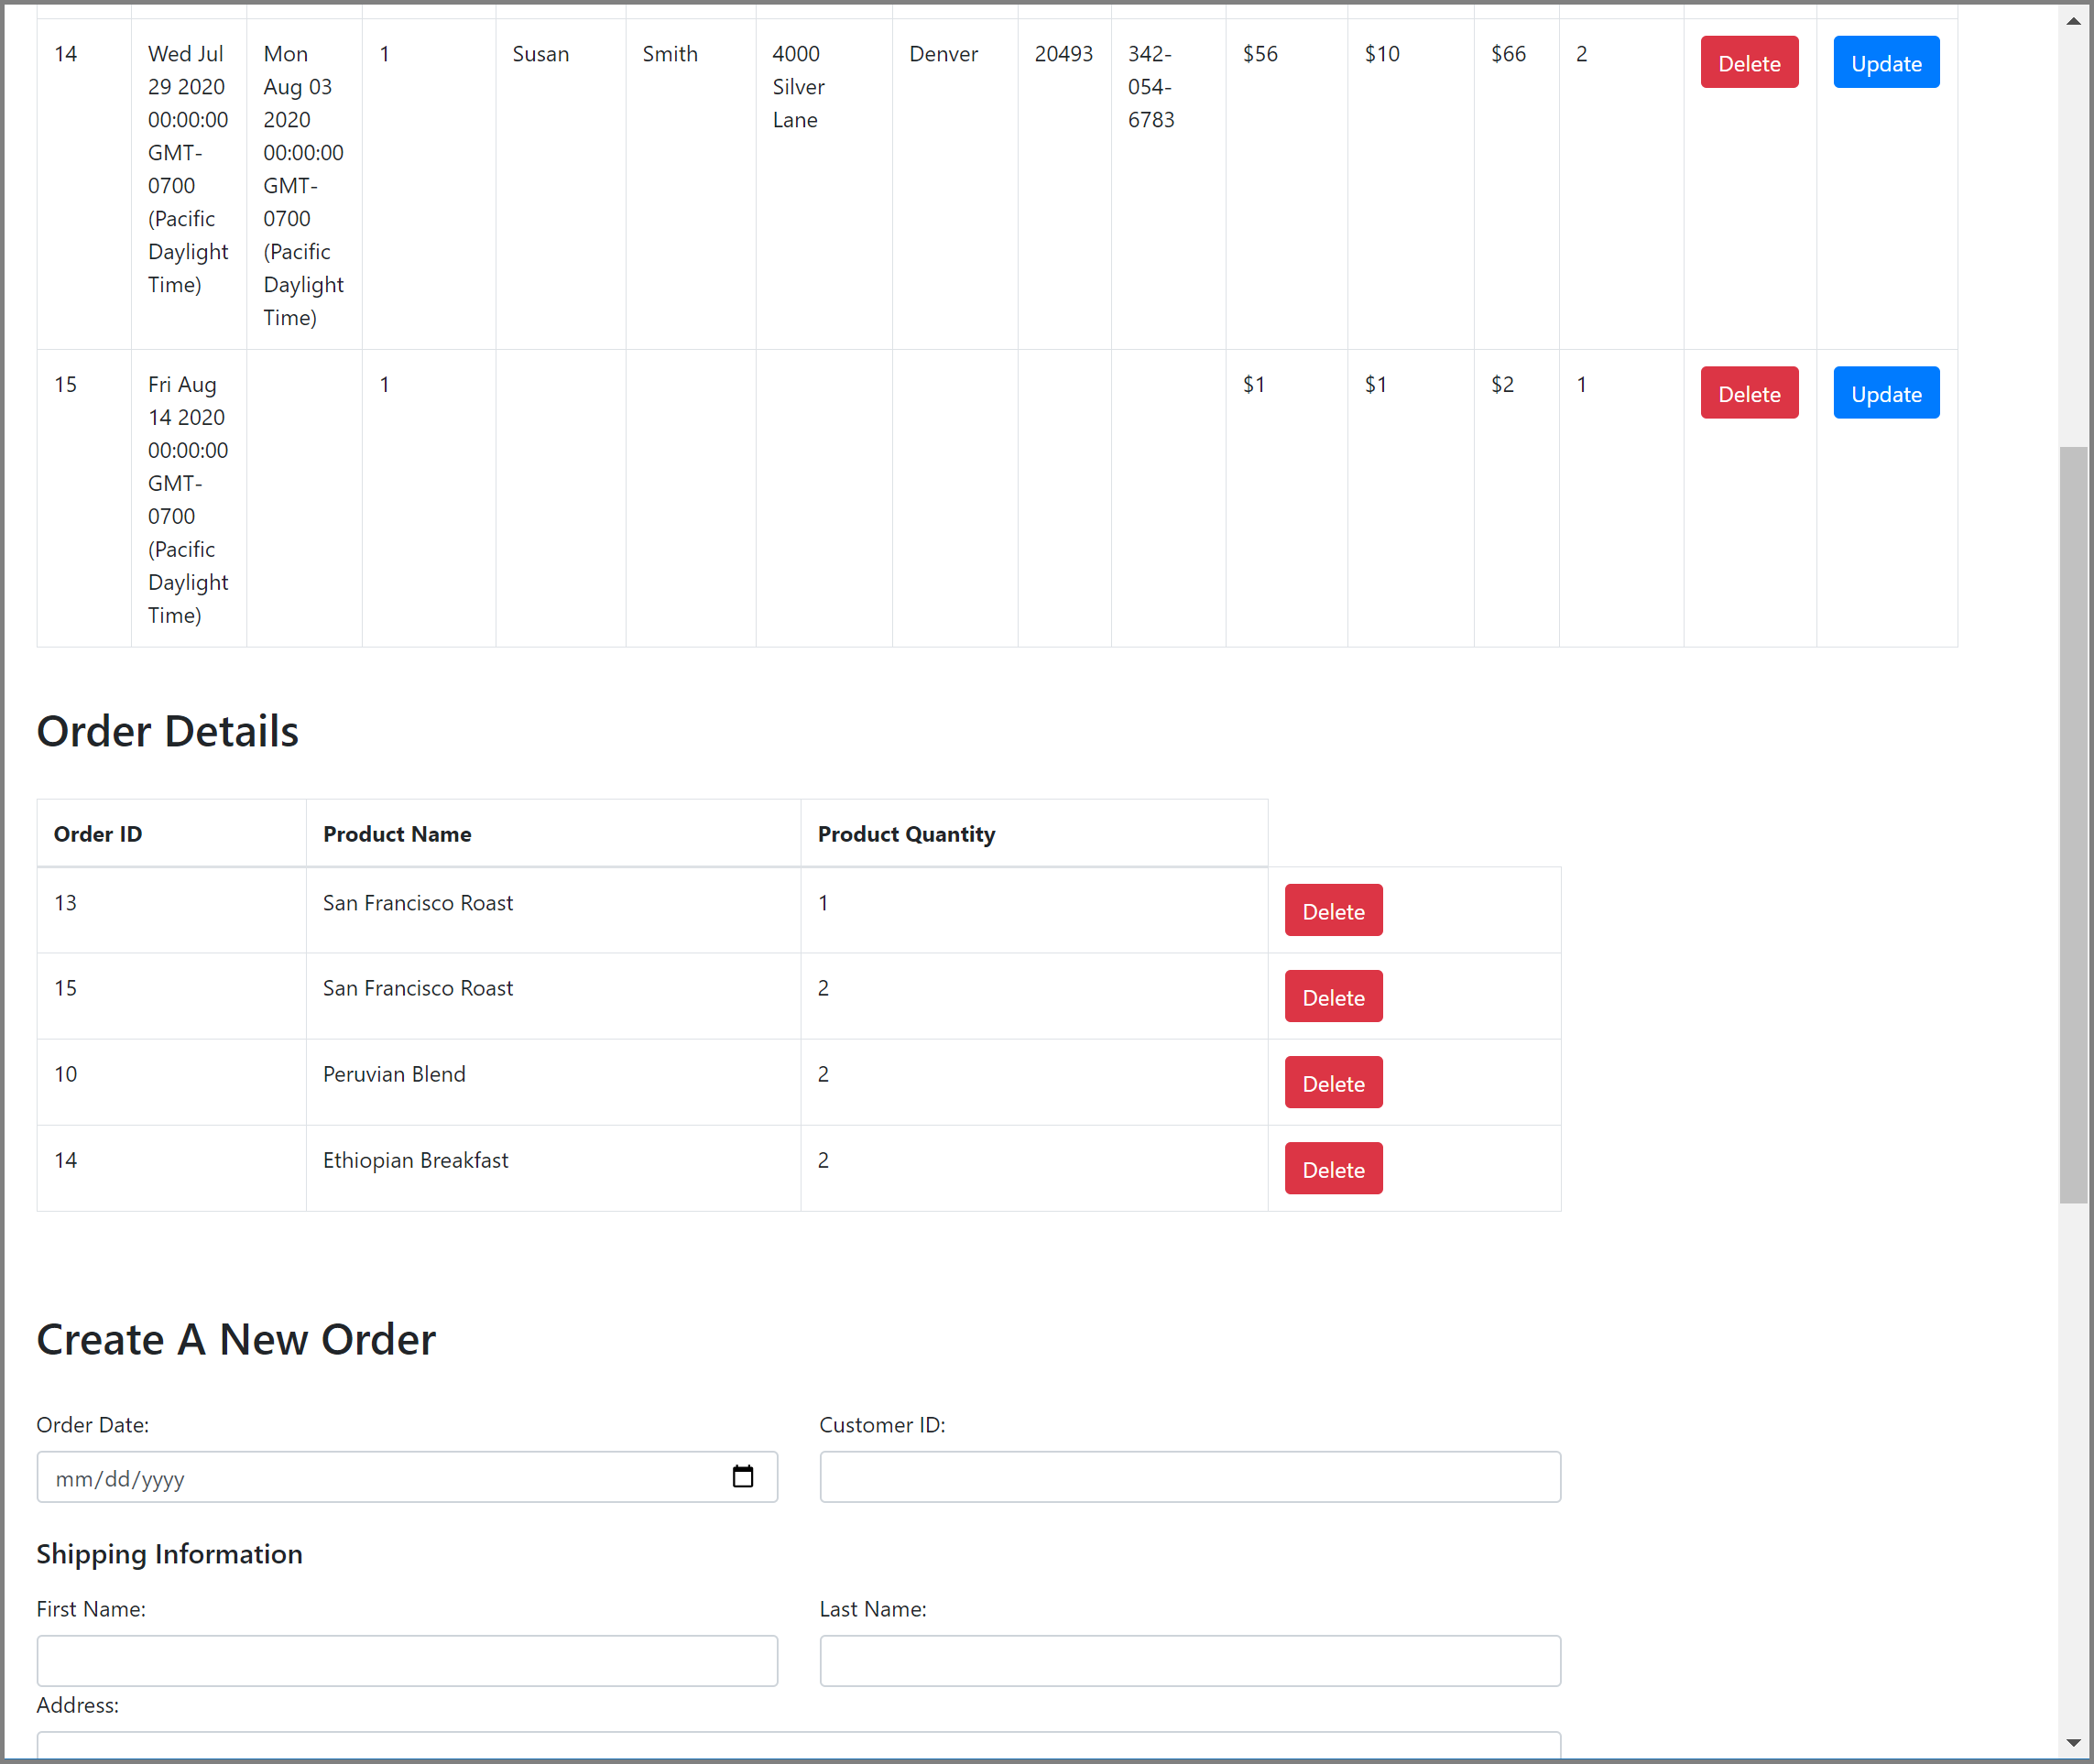 14 Wed Jul 29 2020 00:00:00 GMT-0700 (Pacific Daylight Time) Mon Aug 03 2020 00:00:00 GMT-0700 (Pacific Daylight Time) 1 Susan Smith 4000 Silver Lane Denver 20493 342-054-6783 $56 $10 $66 2 Delete Update
15 Fri Aug 14 2020 00:00:00 GMT-0700 (Pacific Daylight Time) 1 $1 $1 $2 1 Delete Update
Order Details
Order ID Product Name Product Quantity
13 San Francisco Roast 1 Delete
15 San Francisco Roast 2 Delete
10 Peruvian Blend 2 Delete
14 Ethiopian Breakfast 2 Delete
Create A New Order
Order Date: Customer ID:
mm/dd/yyyy
Shipping Information
First Name: Last Name:
Address: